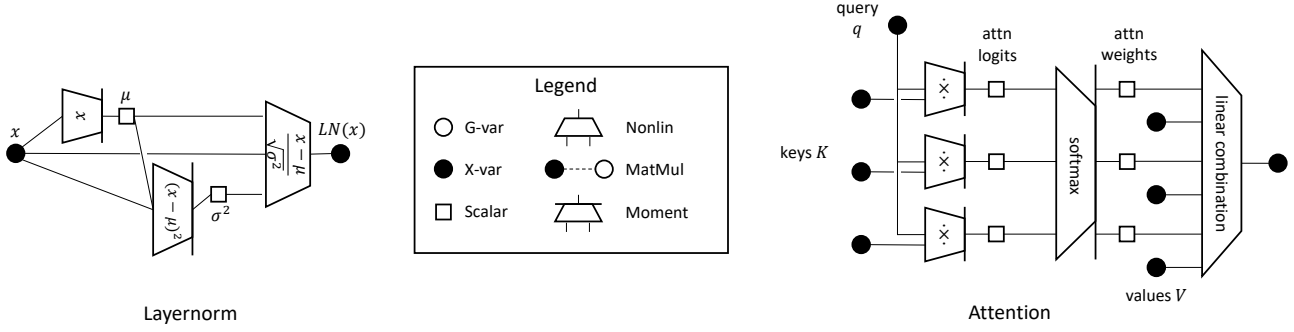 x
x
μ
(x − μ)²
σ²
x − μ
√σ²
LN(x)
Layernorm
Legend
G-var
Nonlin
X-var
MatMul
Scalar
Moment
query
q
attn
logits
attn
weights
keys K
÷
÷
÷
softmax
linear combination
values V
Attention